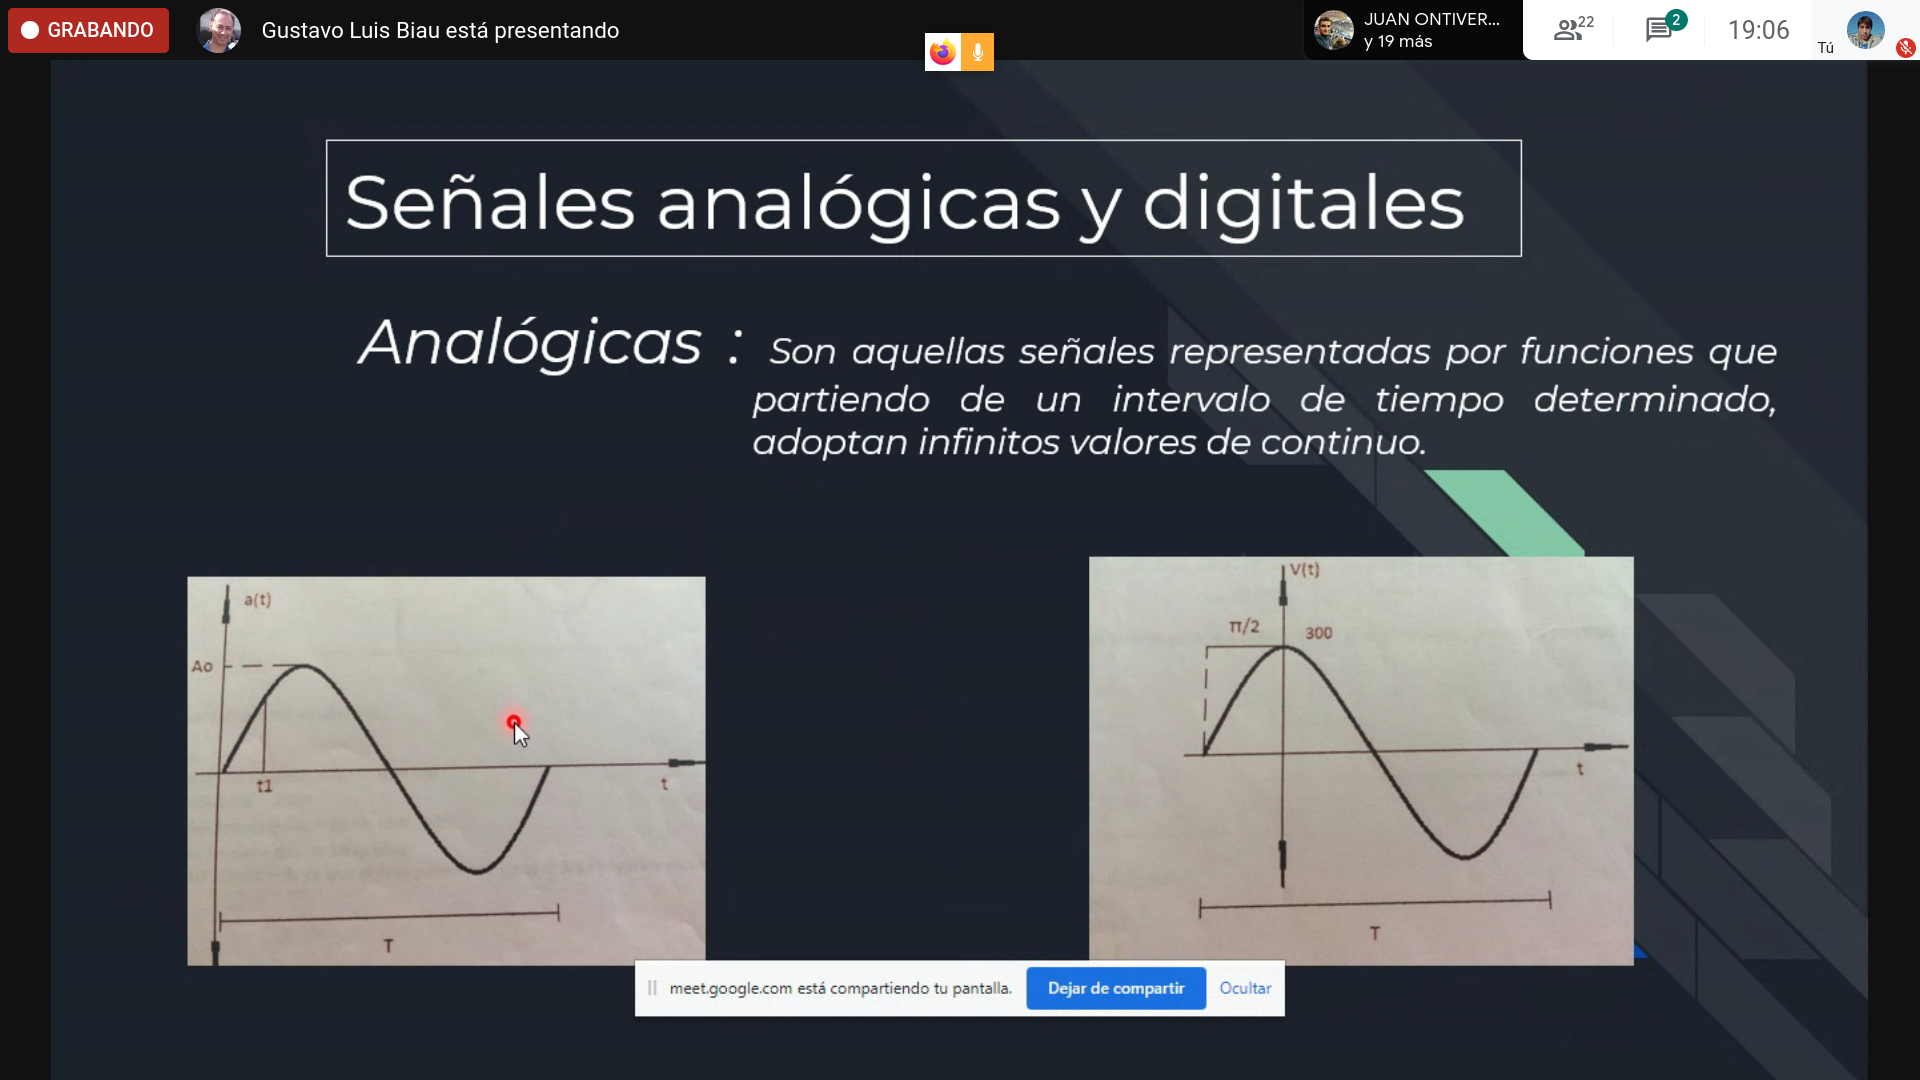 GRABANDO
Gustavo Luis Biau está presentando
JUAN ONTIVER...
y 19 más
22
2
19:06
Tú
Señales analógicas y digitales
Analógicas : Son aquellas señales representadas por funciones que
partiendo de un intervalo de tiempo determinado,
adoptan infinitos valores de continuo.
a(t)
Ao
t1
t
T
V(t)
π/2
300
t
T
meet.google.com está compartiendo tu pantalla.
Dejar de compartir
Ocultar